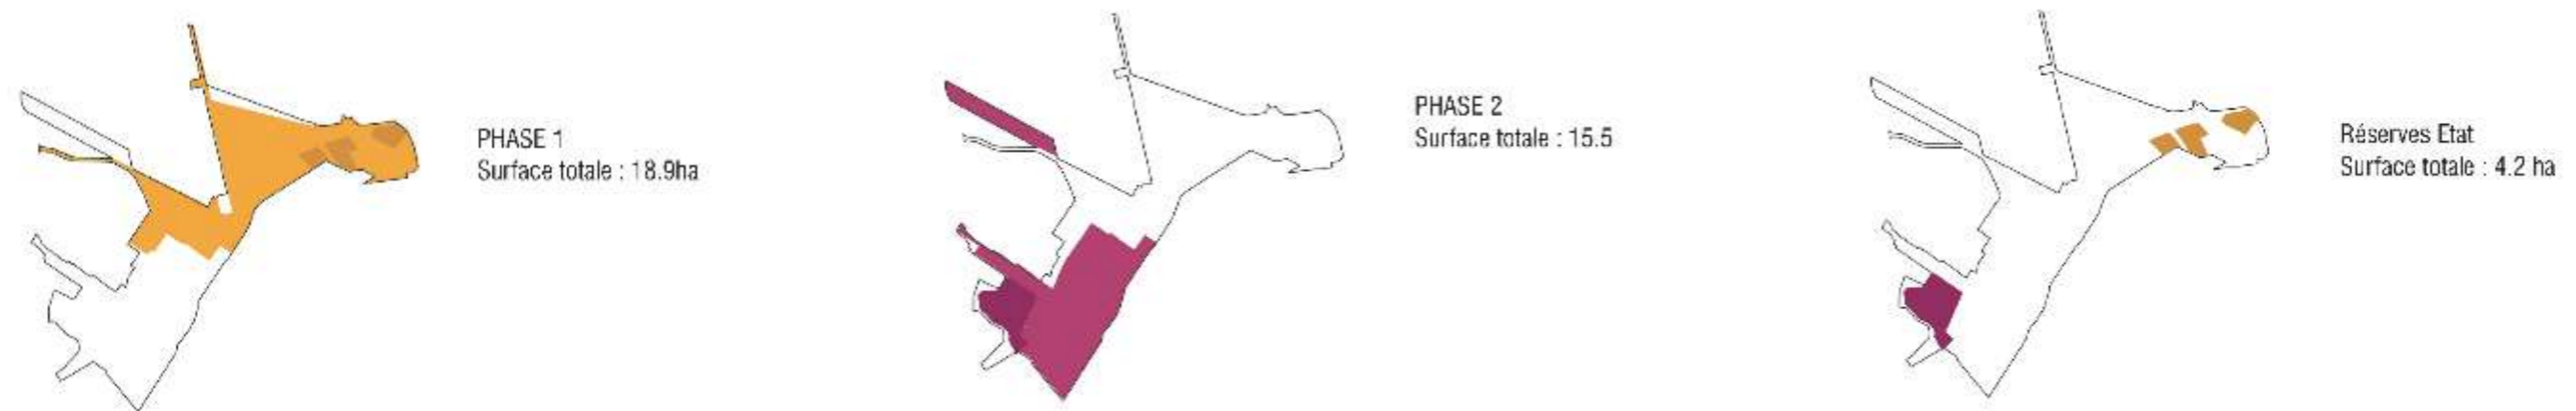 PHASE 1
Surface totale : 18.9ha
PHASE 2
Surface totale : 15.5
Réserves Etat
Surface totale : 4.2 ha